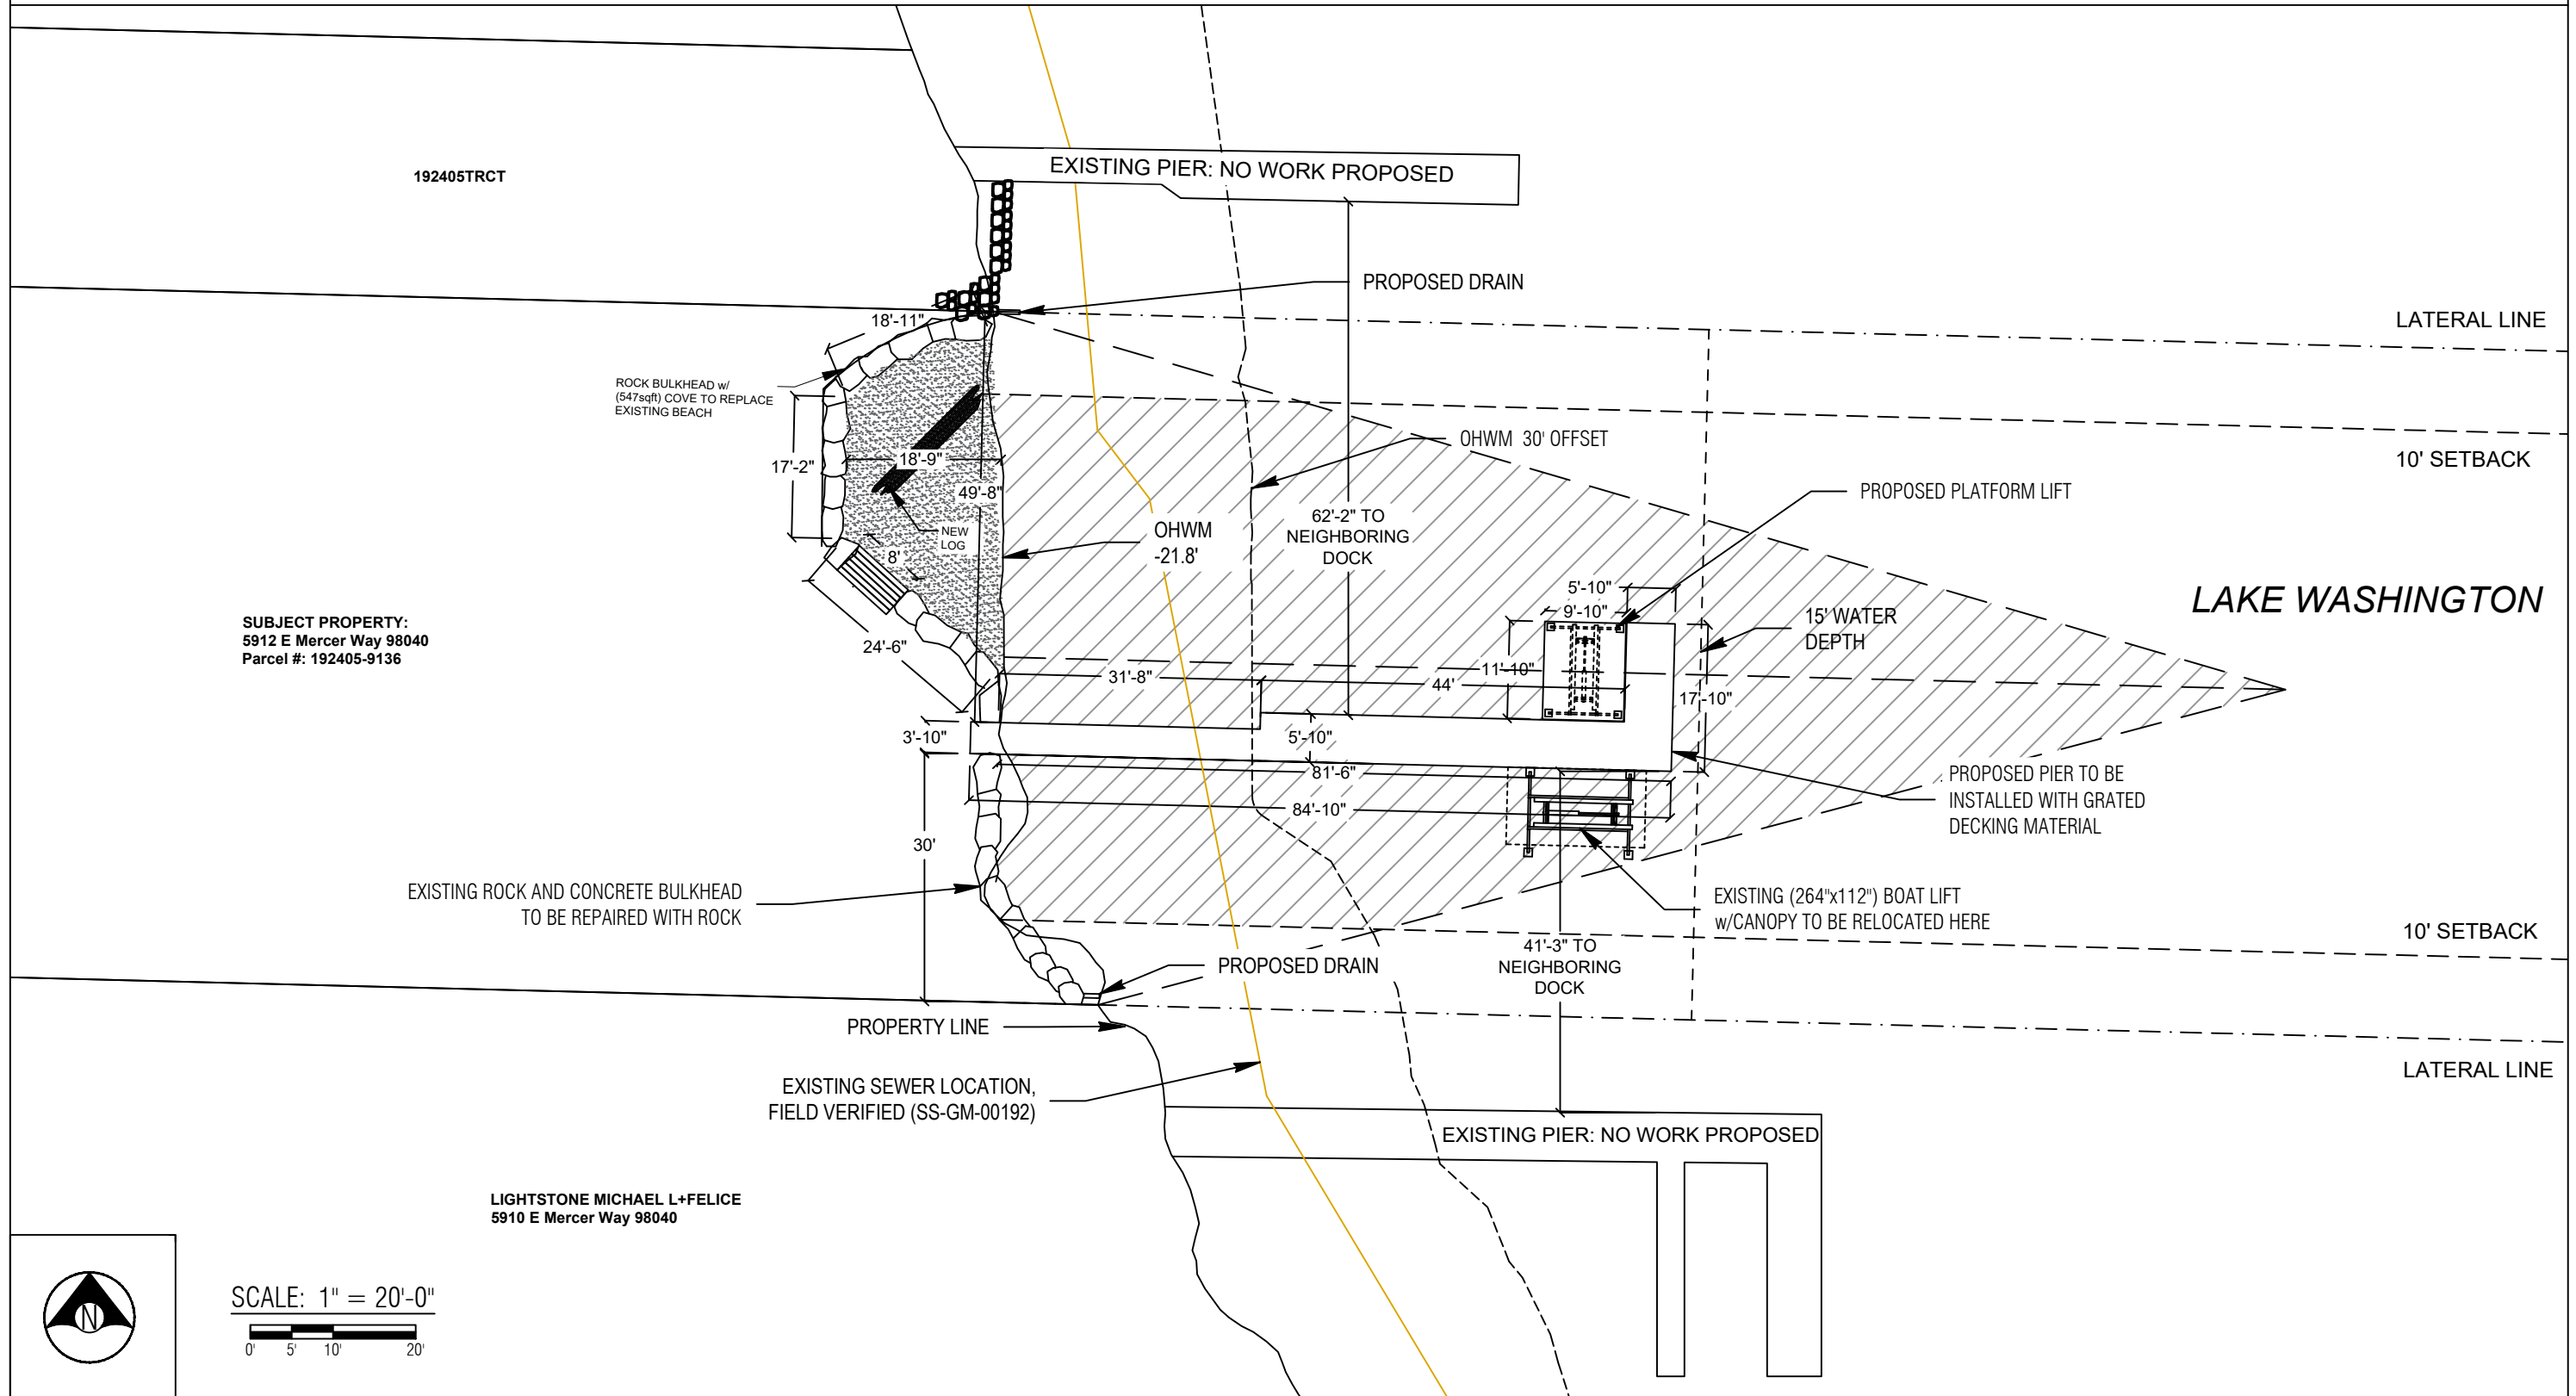 192405TRCT
EXISTING PIER: NO WORK PROPOSED
PROPOSED DRAIN
LATERAL LINE
18'-11"
ROCK BULKHEAD w/
(547sqft) COVE TO REPLACE
EXISTING BEACH
OHWM 30' OFFSET
10' SETBACK
17'-2"
18'-9"
49'-8"
PROPOSED PLATFORM LIFT
NEW
LOG
8'
OHWM
-21.8'
62'-2" TO
NEIGHBORING
DOCK
5'-10"
9'-10"
15' WATER
DEPTH
LAKE WASHINGTON
SUBJECT PROPERTY:
5912 E Mercer Way 98040
Parcel #: 192405-9136
24'-6"
31'-8"
44'
11'-10"
17'-10"
3'-10"
5'-10"
81'-6"
84'-10"
PROPOSED PIER TO BE
INSTALLED WITH GRATED
DECKING MATERIAL
30'
EXISTING ROCK AND CONCRETE BULKHEAD
TO BE REPAIRED WITH ROCK
EXISTING (264"x112") BOAT LIFT
w/CANOPY TO BE RELOCATED HERE
10' SETBACK
41'-3" TO
NEIGHBORING
DOCK
PROPOSED DRAIN
PROPERTY LINE
LATERAL LINE
EXISTING SEWER LOCATION,
FIELD VERIFIED (SS-GM-00192)
EXISTING PIER: NO WORK PROPOSED
LIGHTSTONE MICHAEL L+FELICE
5910 E Mercer Way 98040
N
SCALE: 1" = 20'-0"
0' 5' 10' 20'